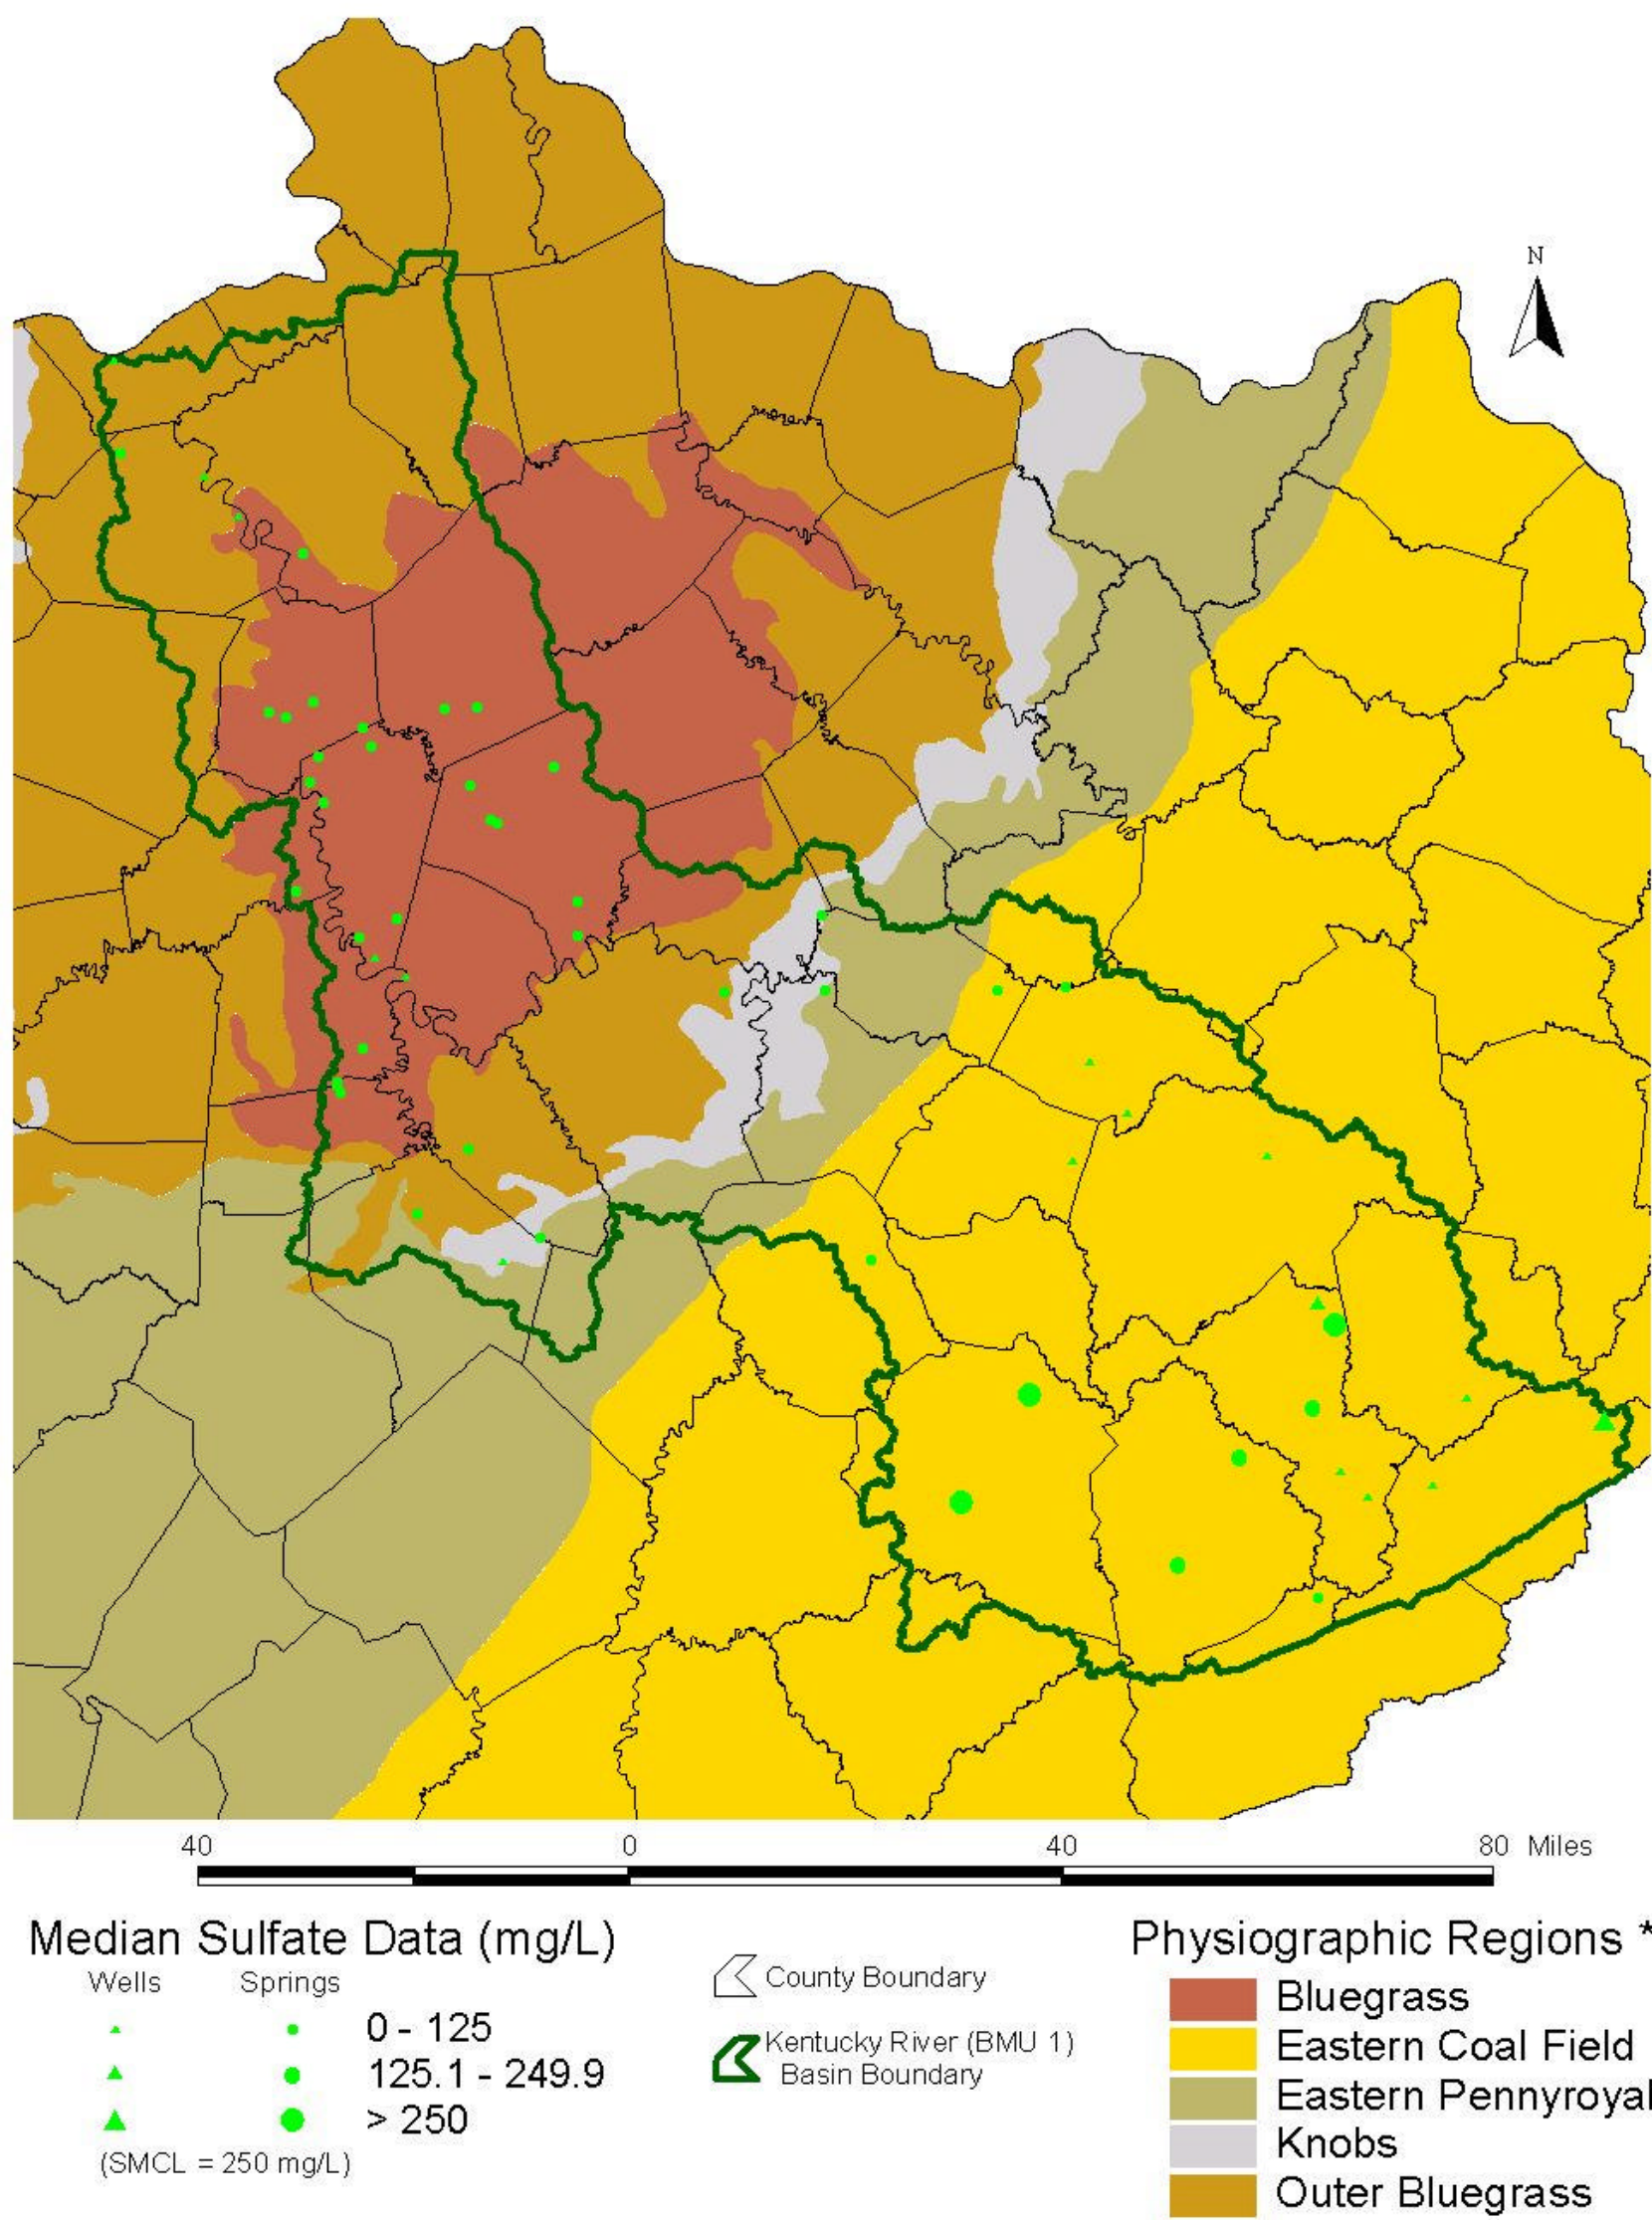 N
40 0 40 80 Miles
Median Sulfate Data (mg/L)
Wells Springs
0 - 125
125.1 - 249.9
> 250
(SMCL = 250 mg/L)
County Boundary
Kentucky River (BMU 1)
Basin Boundary
Physiographic Regions *
Bluegrass
Eastern Coal Field
Eastern Pennyroyal
Knobs
Outer Bluegrass